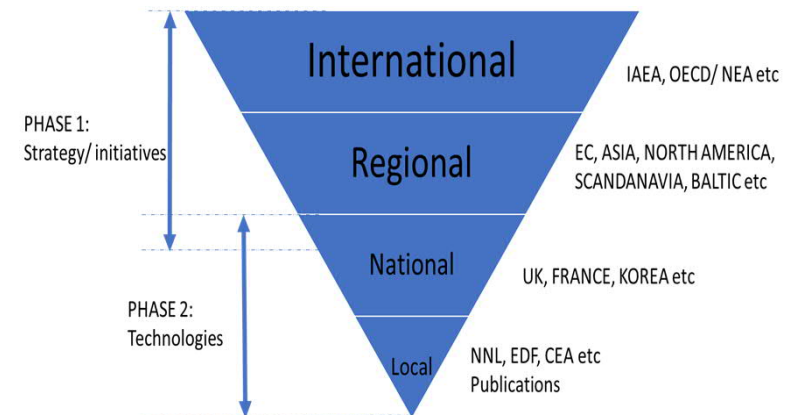 International
IAEA, OECD/ NEA etc
PHASE 1:
Strategy/ initiatives
Regional
EC, ASIA, NORTH AMERICA,
SCANDANAVIA, BALTIC etc
National
UK, FRANCE, KOREA etc
PHASE 2:
Technologies
Local
NNL, EDF, CEA etc
Publications